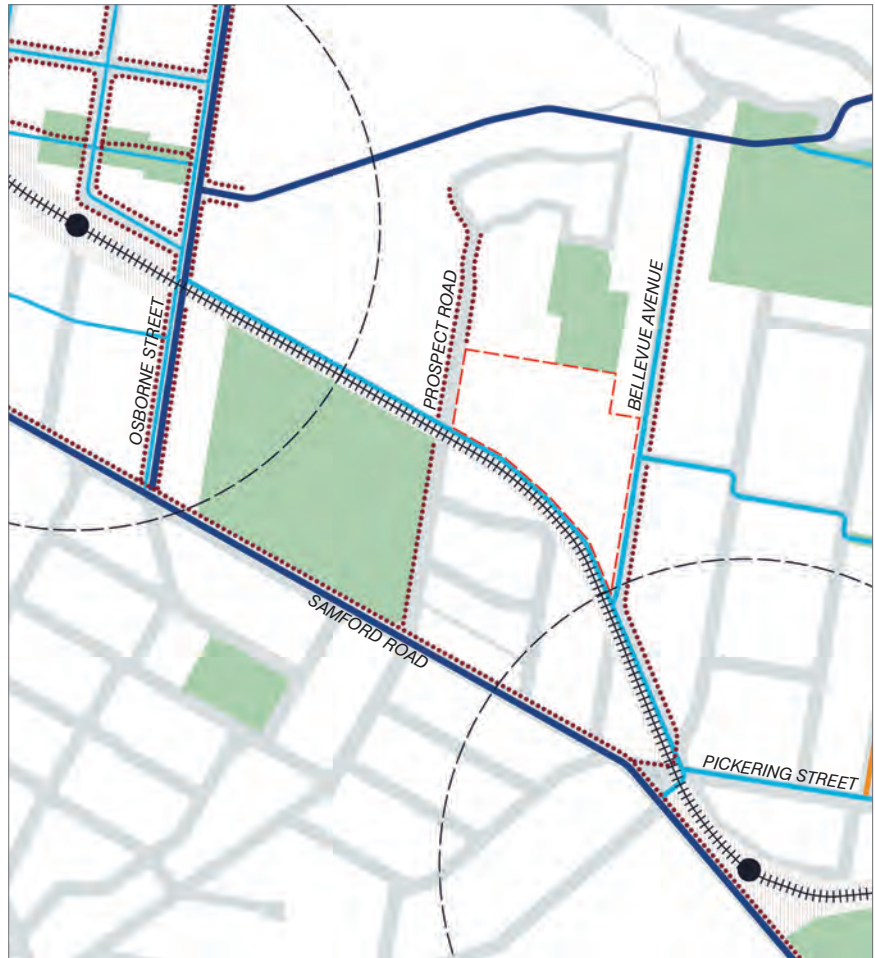 OSBORNE STREET
PROSPECT ROAD
BELLEVUE AVENUE
SAMFORD ROAD
PICKERING STREET